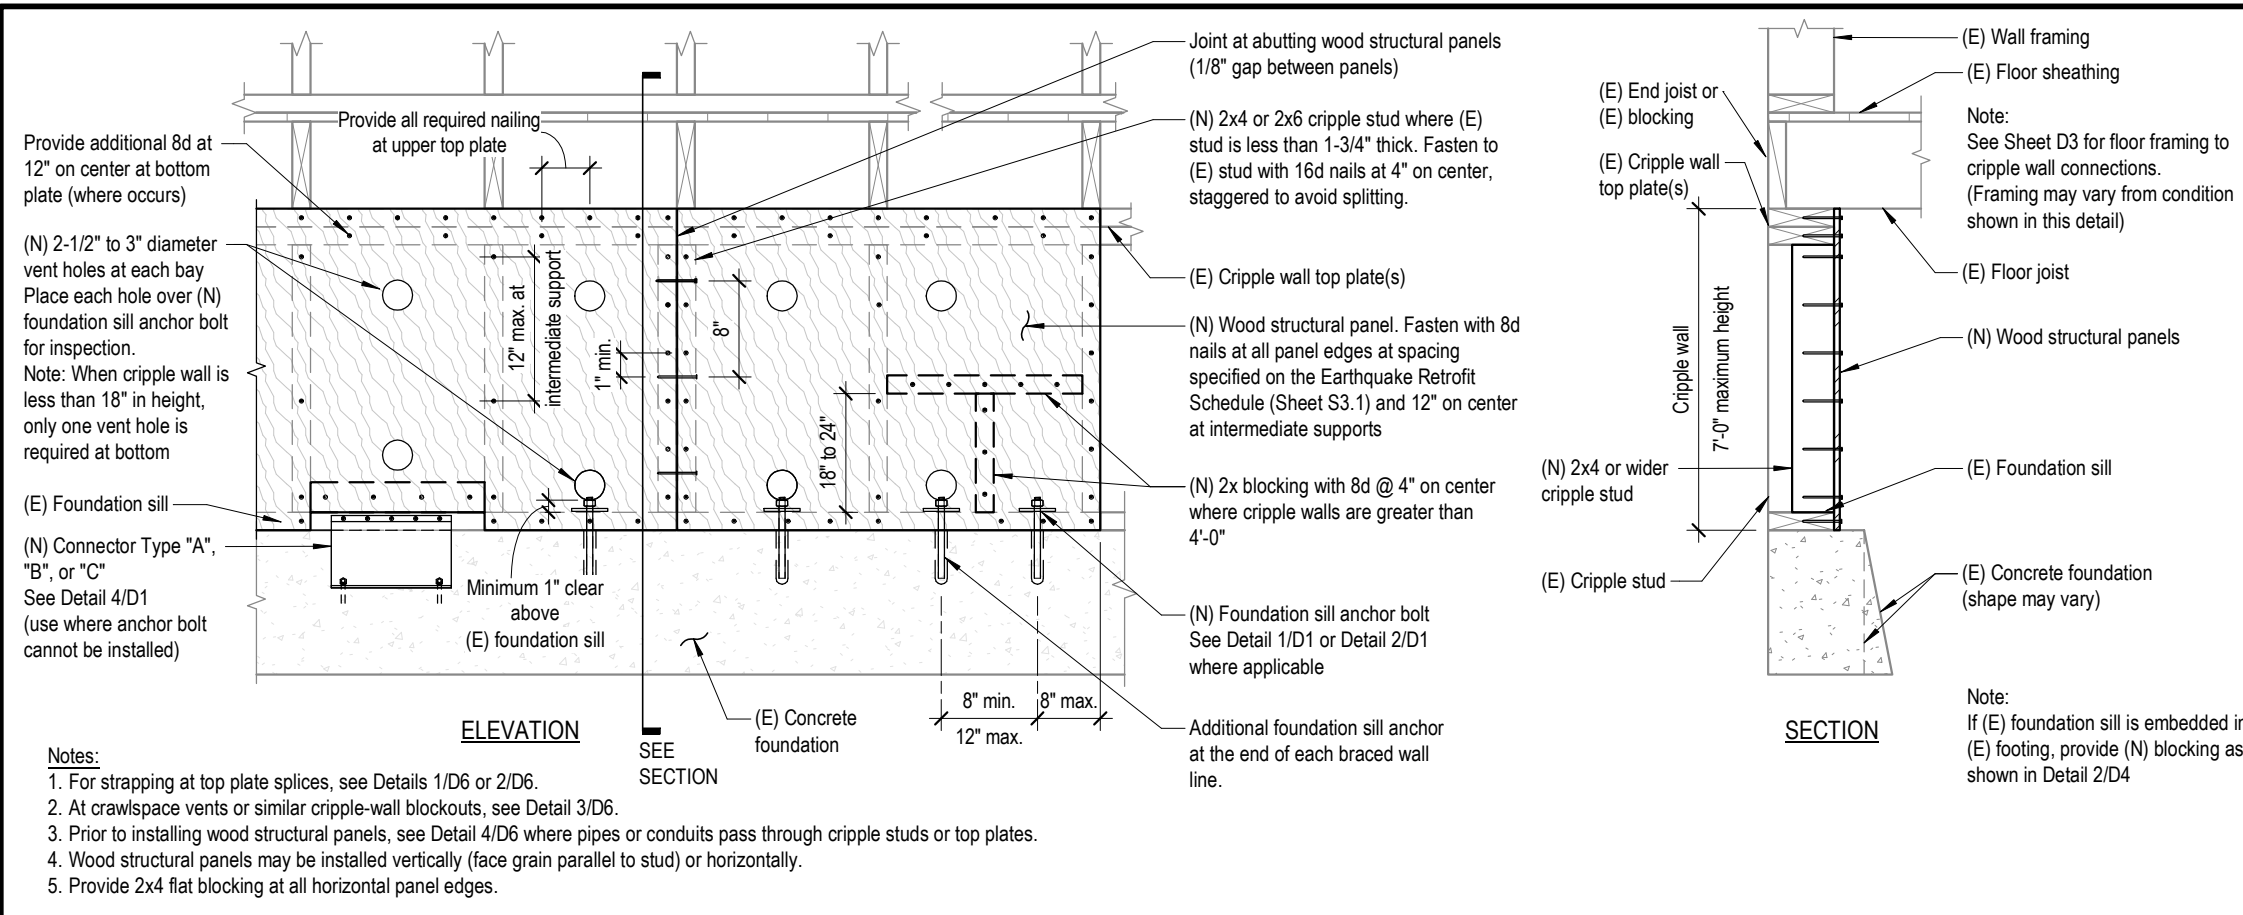 Provide additional 8d at
12" on center at bottom
plate (where occurs)
(N) 2-1/2" to 3" diameter
vent holes at each bay
Place each hole over (N)
foundation sill anchor bolt
for inspection.
Note: When cripple wall is
less than 18" in height,
only one vent hole is
required at bottom
(E) Foundation sill
(N) Connector Type "A",
"B", or "C"
See Detail 4/D1
(use where anchor bolt
cannot be installed)
Provide all required nailing
at upper top plate
12" max. at
intermediate support
1" min.
8"
18" to 24"
Minimum 1" clear
above
(E) foundation sill
8" min.
12" max.
8" max.
(E) Concrete
foundation
ELEVATION
SEE
SECTION
Joint at abutting wood structural panels
(1/8" gap between panels)
(N) 2x4 or 2x6 cripple stud where (E)
stud is less than 1-3/4" thick. Fasten to
(E) stud with 16d nails at 4" on center,
staggered to avoid splitting.
(E) Cripple wall top plate(s)
(N) Wood structural panel. Fasten with 8d
nails at all panel edges at spacing
specified on the Earthquake Retrofit
Schedule (Sheet S3.1) and 12" on center
at intermediate supports
(N) 2x blocking with 8d @ 4" on center
where cripple walls are greater than
4'-0"
(N) Foundation sill anchor bolt
See Detail 1/D1 or Detail 2/D1
where applicable
Additional foundation sill anchor
at the end of each braced wall
line.
Notes:
1. For strapping at top plate splices, see Details 1/D6 or 2/D6.
2. At crawlspace vents or similar cripple-wall blockouts, see Detail 3/D6.
3. Prior to installing wood structural panels, see Detail 4/D6 where pipes or conduits pass through cripple studs or top plates.
4. Wood structural panels may be installed vertically (face grain parallel to stud) or horizontally.
5. Provide 2x4 flat blocking at all horizontal panel edges.
(E) End joist or
(E) blocking
(E) Cripple wall
top plate(s)
Cripple wall
7'-0" maximum height
(N) 2x4 or wider
cripple stud
(E) Cripple stud
(E) Wall framing
(E) Floor sheathing
Note:
See Sheet D3 for floor framing to
cripple wall connections.
(Framing may vary from condition
shown in this detail)
(E) Floor joist
(N) Wood structural panels
(E) Foundation sill
(E) Concrete foundation
(shape may vary)
SECTION
Note:
If (E) foundation sill is embedded in
(E) footing, provide (N) blocking as
shown in Detail 2/D4